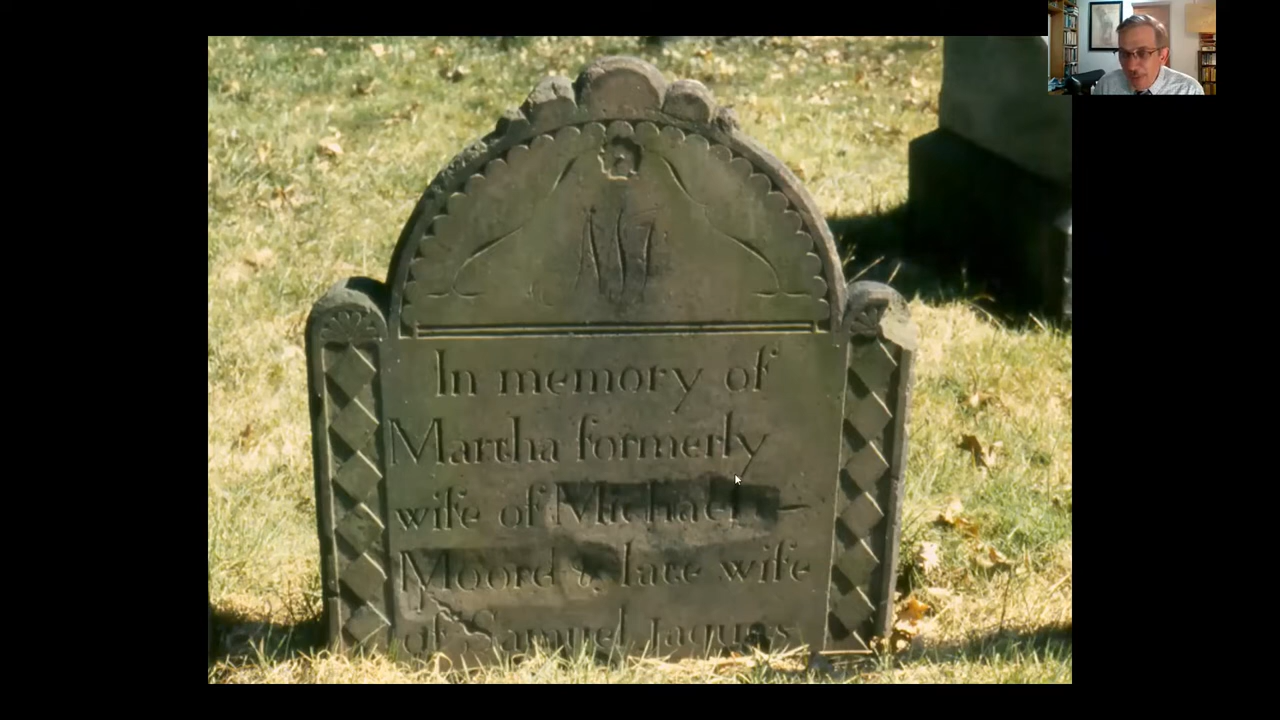 In memory of
Martha formerly
wife of Michael –
Moore & late wife
of Samuel Jaques